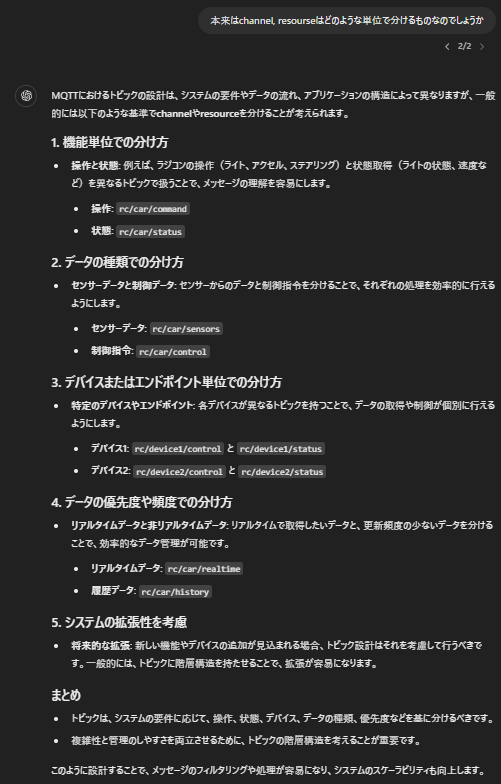 本来はchannel, resourseはどのような単位で分けるものなのでしょうか
2/2
MQTTにおけるトピックの設計は、システムの要件やデータの流れ、アプリケーションの構造によって異なりますが、一般
的には以下のような基準でchannelやresourceを分けることが考えられます。
1. 機能単位での分け方
• 操作と状態: 例えば、ラジコンの操作（ライト、アクセル、ステアリング）と状態取得（ライトの状態、速度な
ど）を異なるトピックで扱うことで、メッセージの理解を容易にします。
• 操作: rc/car/command
• 状態: rc/car/status
2. データの種類での分け方
• センサーデータと制御データ: センサーからのデータと制御指令を分けることで、それぞれの処理を効率的に行える
ようにします。
• センサーデータ: rc/car/sensors
• 制御指令: rc/car/control
3. デバイスまたはエンドポイント単位での分け方
• 特定のデバイスやエンドポイント: 各デバイスが異なるトピックを持つことで、データの取得や制御が個別に行える
ようにします。
• デバイス1: rc/device1/control と rc/device1/status
• デバイス2: rc/device2/control と rc/device2/status
4. データの優先度や頻度での分け方
• リアルタイムデータと非リアルタイムデータ: リアルタイムで取得したいデータと、更新頻度の少ないデータを分ける
ことで、効率的なデータ管理が可能です。
• リアルタイムデータ: rc/car/realtime
• 履歴データ: rc/car/history
5. システムの拡張性を考慮
• 将来的な拡張: 新しい機能やデバイスの追加が見込まれる場合、トピック設計はそれを考慮して行うべきで
す。一般的には、トピックに階層構造を持たせることで、拡張が容易になります。
まとめ
• トピックは、システムの要件に応じて、操作、状態、デバイス、データの種類、優先度などを基に分けるべきです。
• 複雑性と管理のしやすさを両立させるために、トピックの階層構造を考えることが重要です。
このように設計することで、メッセージのフィルタリングや処理が容易になり、システムのスケーラビリティも向上します。